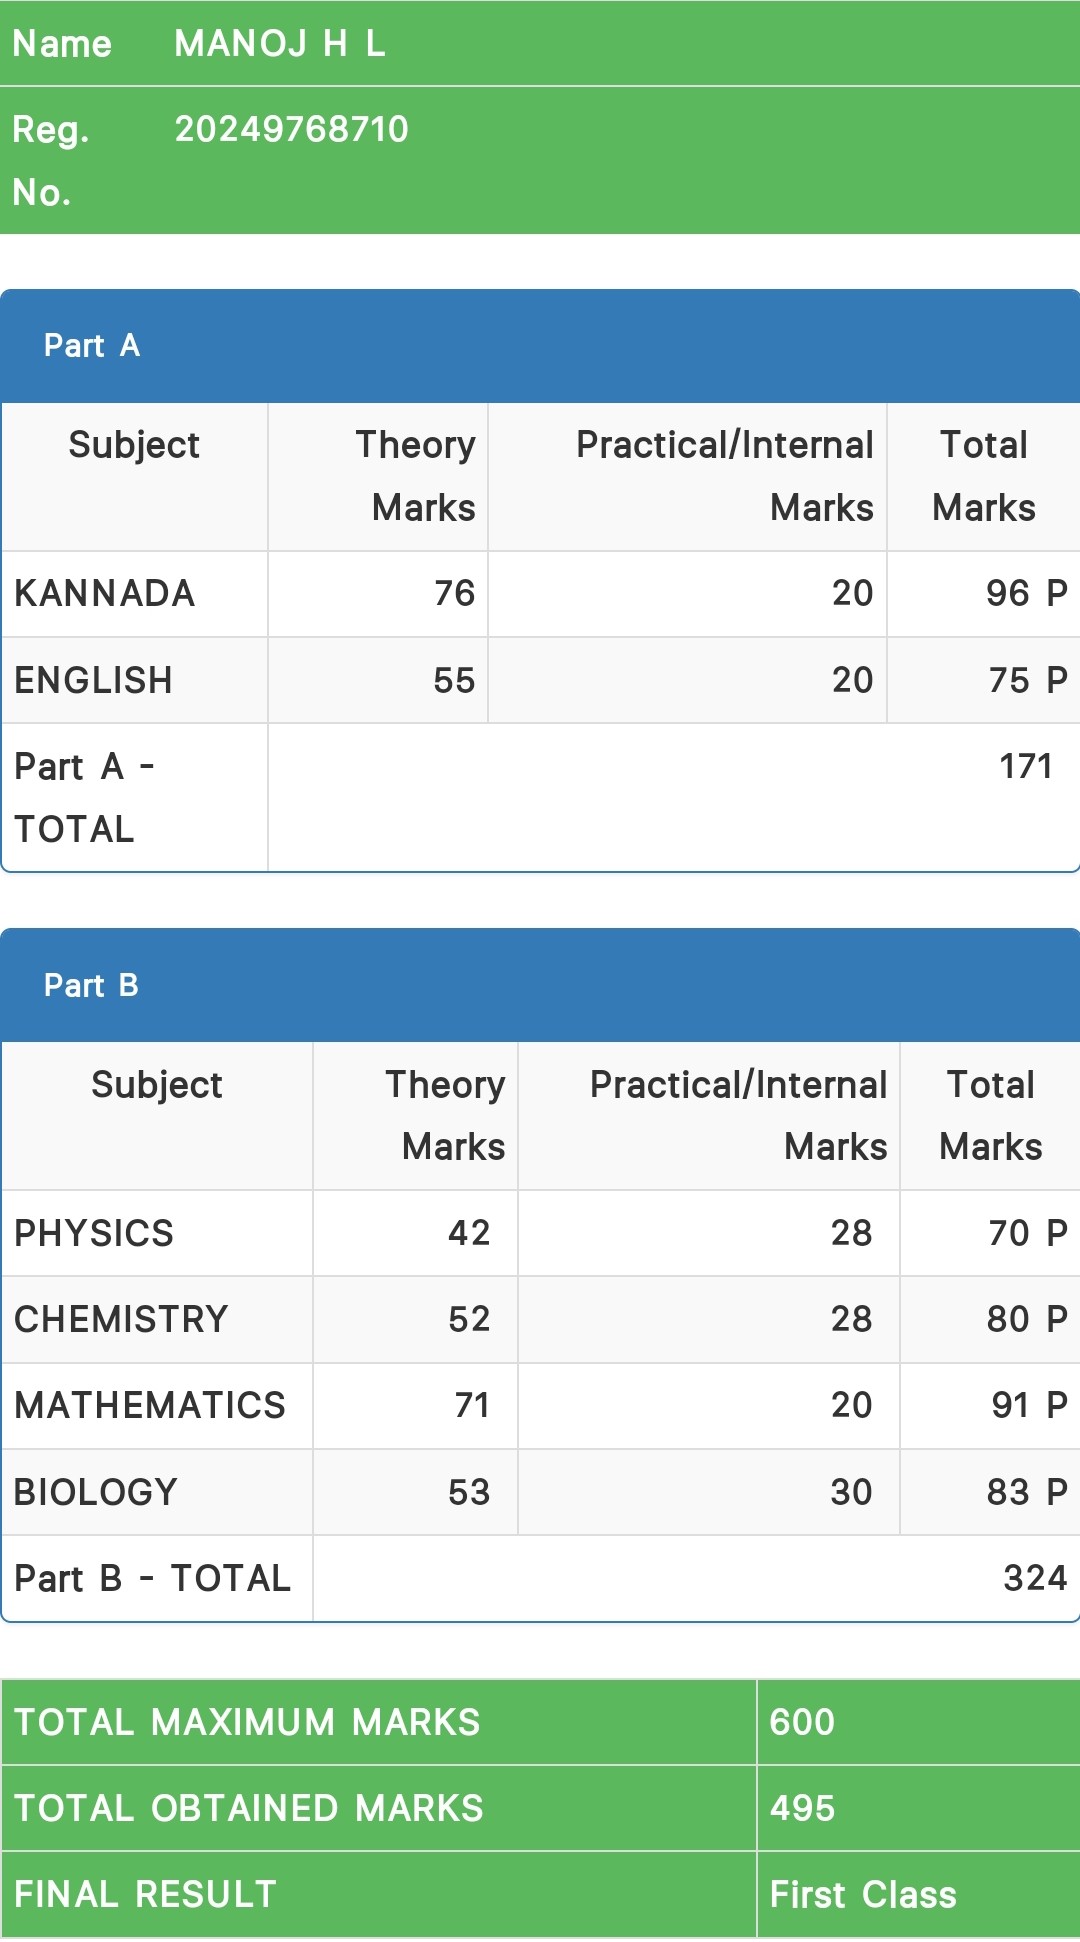 Name MANOJ H L
Reg. 20249768710
No.
Part A
Subject Theory Practical/Internal Total
Marks Marks Marks
KANNADA 76 20 96 P
ENGLISH 55 20 75 P
Part A - 171
TOTAL
Part B
Subject Theory Practical/Internal Total
Marks Marks Marks
PHYSICS 42 28 70 P
CHEMISTRY 52 28 80 P
MATHEMATICS 71 20 91 P
BIOLOGY 53 30 83 P
Part B - TOTAL 324
TOTAL MAXIMUM MARKS 600
TOTAL OBTAINED MARKS 495
FINAL RESULT First Class